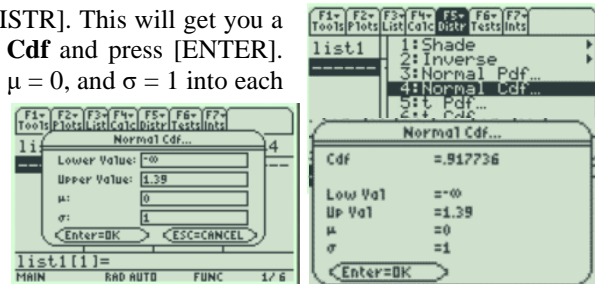 ISTR]. This will get you a
Cdf and press [ENTER].
μ = 0, and σ = 1 into each
F1▾ F2▾ F3▾ F4▾ F5▾ F6▾ F7▾
Tools Plots List Calc Distr Tests Ints
Normal Cdf...
Lower Value: -∞
Upper Value: 1.39
μ: 0
σ: 1
Enter=OK ESC=CANCEL
list1[1]=
MAIN RAD AUTO FUNC 1/6
F1▾ F2▾ F3▾ F4▾ F5▾ F6▾ F7▾
Tools Plots List Calc Distr Tests Ints
list1
1:Shade
2:Inverse
3:Normal Pdf...
4:Normal Cdf...
5:t Pdf...
6:t Cdf
Normal Cdf...
Cdf =.917736
Low Val =-∞
Up Val =1.39
μ =0
σ =1
Enter=OK